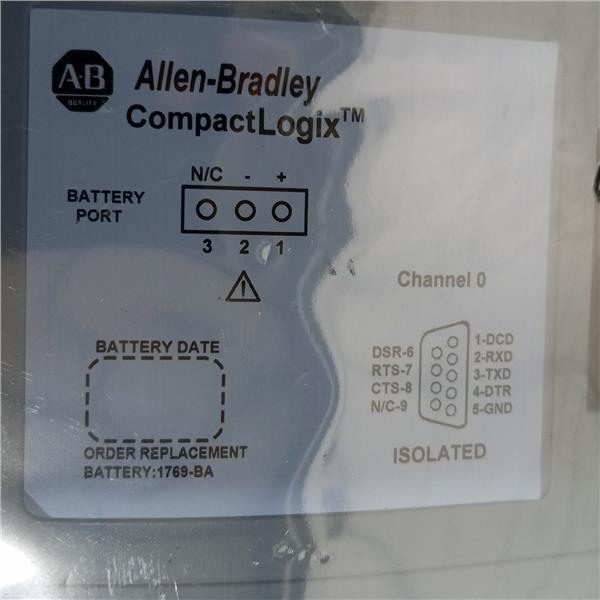 A·B
QUALITY
Allen-Bradley
CompactLogix™
N/C - +
BATTERY
PORT
3 2 1
Channel 0
BATTERY DATE
1-DCD
DSR-6
2-RXD
RTS-7
3-TXD
CTS-8
4-DTR
N/C-9
5-GND
ORDER REPLACEMENT
BATTERY:1769-BA
ISOLATED